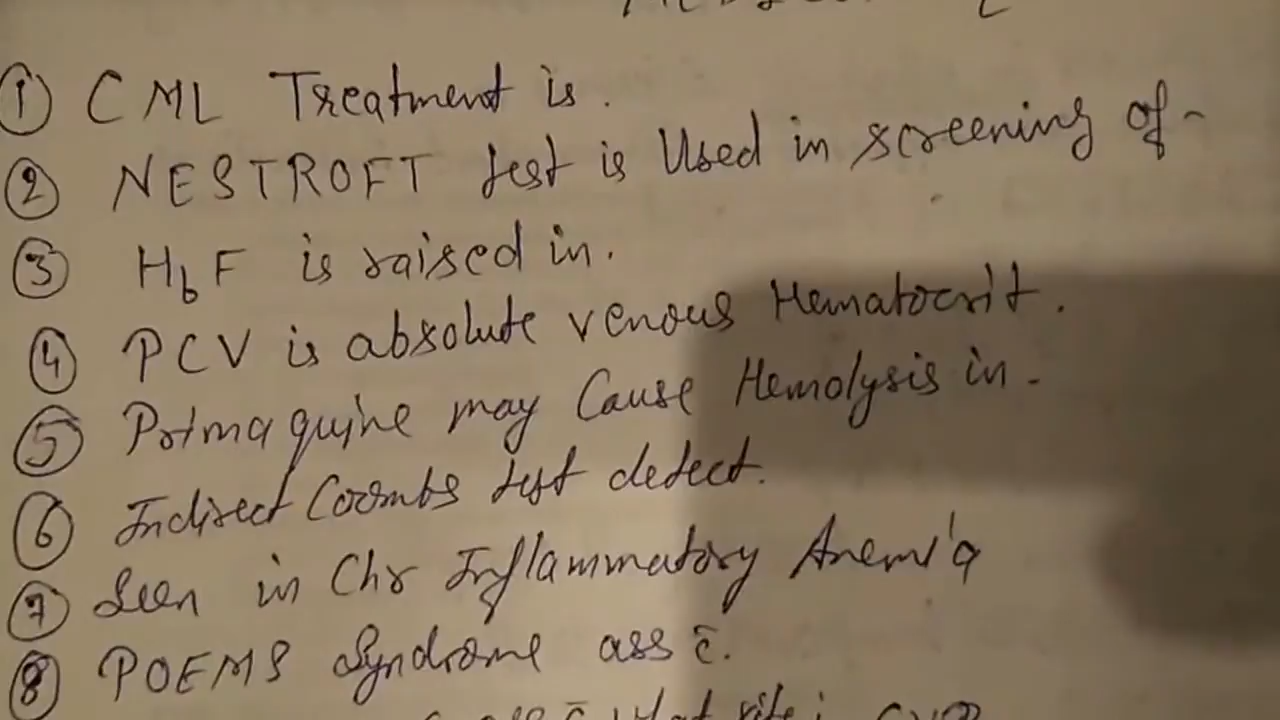 ① CML Treatment is.
② NESTROFT test is Used in screening of -
③ HbF is raised in.
④ PCV is absolute venous Hematocrit.
⑤ Primaquine may Cause Hemolysis in -
⑥ Indirect Coombs test detect.
⑦ Seen in Chr Inflammatory Anemia
⑧ POEMS Syndrome ass c̄.